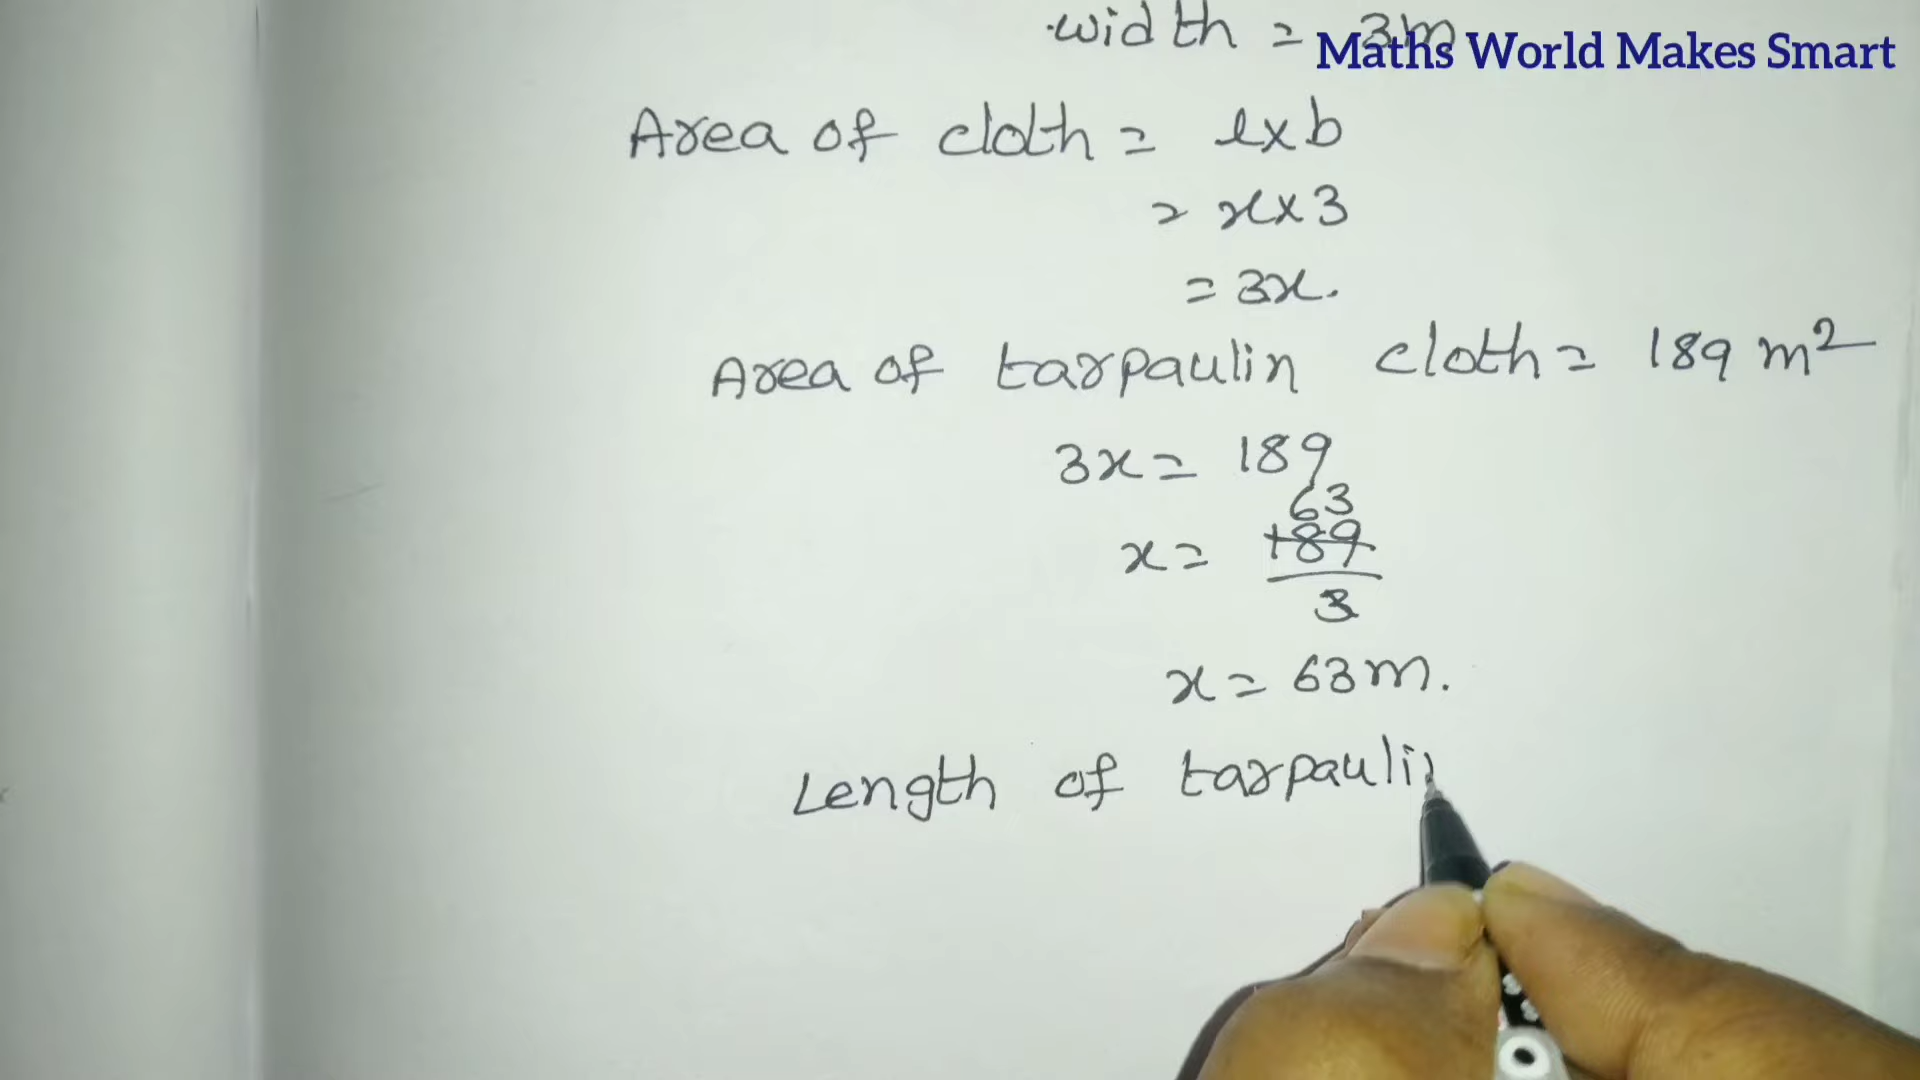 width = 3m
Maths World Makes Smart
Area of cloth = l×b
= x×3
= 3x.
Area of tarpaulin cloth = 189 m²
3x = 189
63
x = 189
3
x = 63m.
Length of tarpaulin